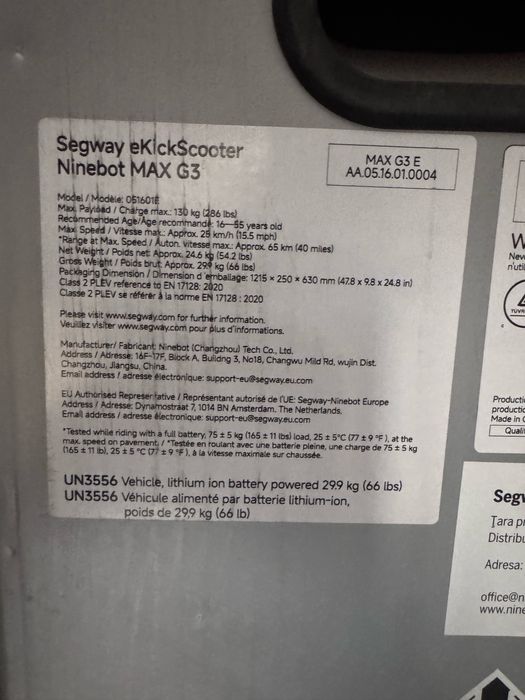 Segway eKickScooter
Ninebot MAX G3
MAX G3 E
AA.05.16.01.0004
Model / Modèle: 051601E
Max. Payload / Charge max.: 130 kg (286 lbs)
Recommended Age/Age recommandé: 16–55 years old
Max. Speed / Vitesse max.: Approx. 25 km/h (15.5 mph)
*Range at Max. Speed / Auton. vitesse max.: Approx. 65 km (40 miles)
Net Weight / Poids net: Approx. 24.6 kg (54.2 lbs)
Gross Weight / Poids brut: Approx. 29.9 kg (66 lbs)
Packaging Dimension / Dimension d'emballage: 1215 × 250 × 630 mm (47.8 x 9.8 x 24.8 in)
Class 2 PLEV reference to EN 17128: 2020
Classe 2 PLEV se référer à la norme EN 17128 : 2020
Please visit www.segway.com for further information.
Veuillez visiter www.segway.com pour plus d'informations.
Manufacturer/ Fabricant: Ninebot (Changzhou) Tech Co., Ltd.
Address / Adresse: 16F-17F, Block A, Building 3, No18, Changwu Mild Rd, wujin Dist.
Changzhou, Jiangsu, China.
Email address / adresse électronique: support-eu@segway.eu.com
EU Authorised Representative / Représentant autorisé de l'UE: Segway-Ninebot Europe
Address / Adresse: Dynamostraat 7, 1014 BN Amsterdam. The Netherlands.
Email address / adresse électronique: support-eu@segway.eu.com
*Tested while riding with a full battery, 75 ± 5 kg (165 ± 11 lbs) load, 25 ± 5°C (77 ± 9 °F ), at the
max. speed on pavement. / *Testée en roulant avec une batterie pleine, une charge de 75 ± 5 kg
(165 ± 11 lb), 25 ± 5 °C (77 ± 9 °F ), à la vitesse maximale sur chaussée.
UN3556 Vehicle, lithium ion battery powered 29.9 kg (66 lbs)
UN3556 Véhicule alimenté par batterie lithium-ion,
poids de 29,9 kg (66 lb)
W
Nev
n'util
TUVR
Producti
productic
Made in C
Quali
Segw
Țara pr
Distribu
Adresa:
office@n
www.nine